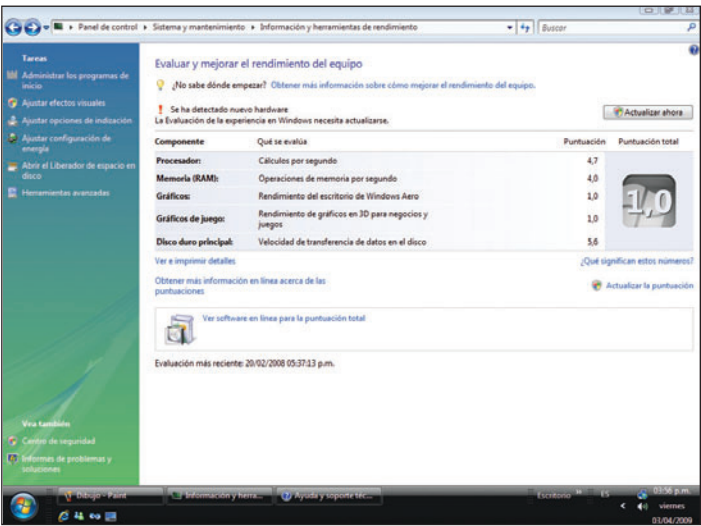 Panel de control ▸ Sistema y mantenimiento ▸ Información y herramientas de rendimiento
Buscar
Tareas
Administrar los programas de
inicio
Ajustar efectos visuales
Ajustar opciones de indización
Ajustar configuración de
energía
Abrir el Liberador de espacio en
disco
Herramientas avanzadas
Evaluar y mejorar el rendimiento del equipo
¿No sabe dónde empezar? Obtener más información sobre cómo mejorar el rendimiento del equipo.
Se ha detectado nuevo hardware
La Evaluación de la experiencia en Windows necesita actualizarse.
Actualizar ahora
Componente Qué se evalúa Puntuación Puntuación total
Procesador: Cálculos por segundo 4,7
Memoria (RAM): Operaciones de memoria por segundo 4,0
Gráficos: Rendimiento del escritorio de Windows Aero 1,0
Gráficos de juego: Rendimiento de gráficos en 3D para negocios y
juegos 1,0
Disco duro principal: Velocidad de transferencia de datos en el disco 5,6
1,0
Ver e imprimir detalles
¿Qué significan estos números?
Obtener más información en línea acerca de las
puntuaciones
Actualizar la puntuación
Ver software en línea para la puntuación total
Evaluación más reciente: 20/02/2008 05:37:13 p.m.
Vea también
Centro de seguridad
Informes de problemas y
soluciones
Dibujo - Paint
Información y herra...
Ayuda y soporte téc...
Escritorio
ES
03:56 p.m.
viernes
03/04/2009